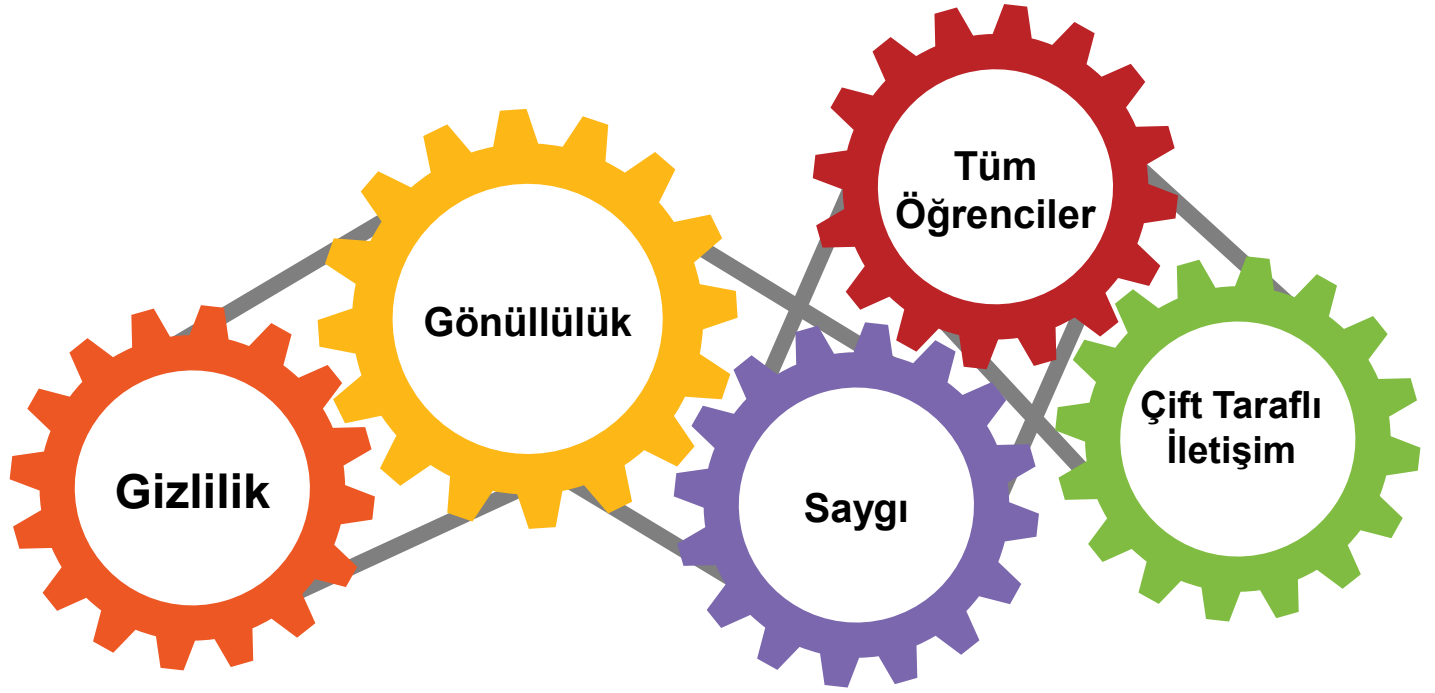 Gizlilik
Gönüllülük
Saygı
Tüm
Öğrenciler
Çift Taraflı
İletişim